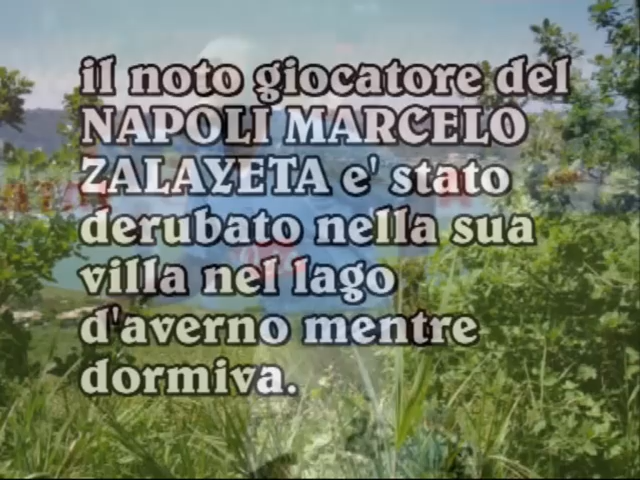 il noto giocatore del
NAPOLI MARCELO
ZALAYETA e' stato
derubato nella sua
villa nel lago
d'averno mentre
dormiva.